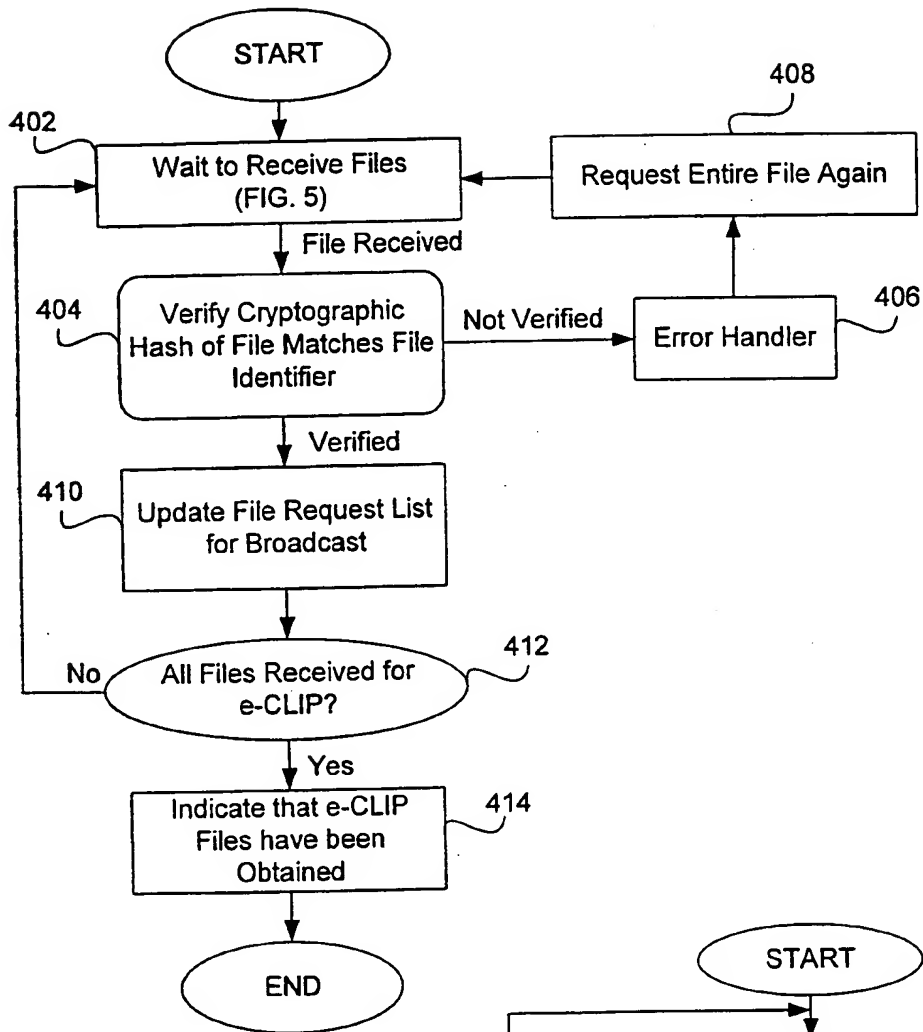 START
408
402
Wait to Receive Files
(FIG. 5)
Request Entire File Again
File Received
404
Verify Cryptographic
Hash of File Matches File
Identifier
Not Verified
Error Handler
406
Verified
410
Update File Request List
for Broadcast
No
All Files Received for
e-CLIP?
412
Yes
Indicate that e-CLIP
Files have been
Obtained
414
END
START